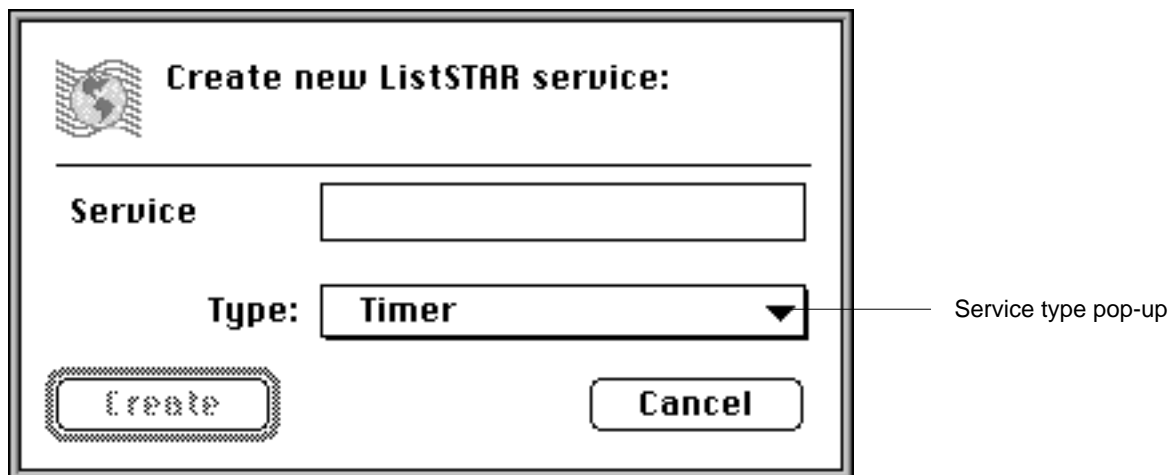 Create new ListSTAR service:
Service
Type: Timer
Service type pop-up
Create Cancel